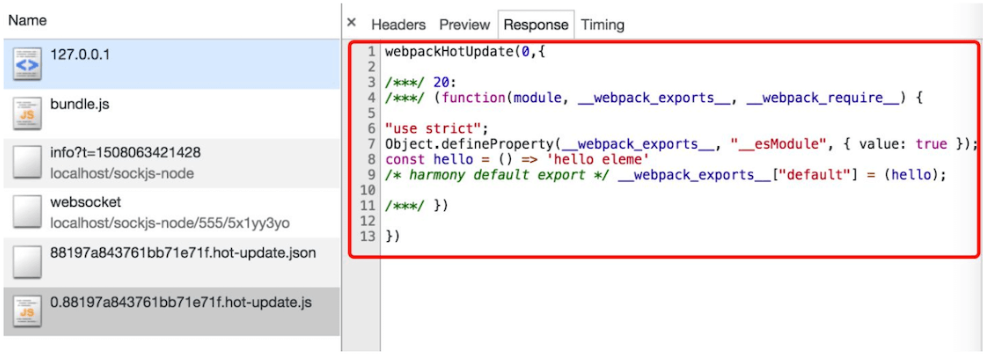 Name
127.0.0.1
bundle.js
info?t=1508063421428
localhost/sockjs-node
websocket
localhost/sockjs-node/555/5x1yy3yo
88197a843761bb71e71f.hot-update.json
0.88197a843761bb71e71f.hot-update.js
× Headers Preview Response Timing
1 webpackHotUpdate(0,{
2
3 /***/ 20:
4 /***/ (function(module, __webpack_exports__, __webpack_require__) {
5
6 "use strict";
7 Object.defineProperty(__webpack_exports__, "__esModule", { value: true });
8 const hello = () => 'hello eleme'
9 /* harmony default export */ __webpack_exports__["default"] = (hello);
10
11 /***/ })
12
13 })